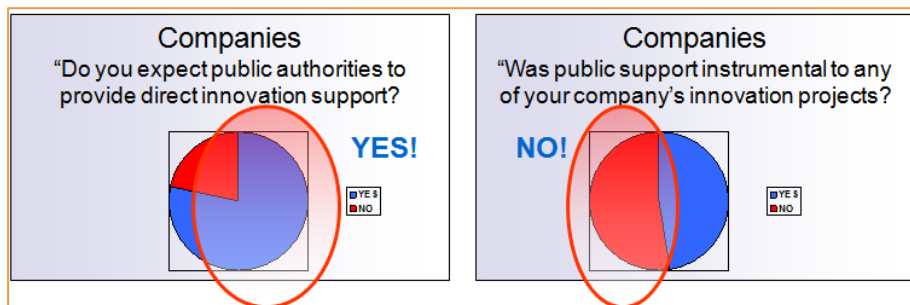 Companies
“Do you expect public authorities to
provide direct innovation support?
YES!
YES
NO
Companies
“Was public support instrumental to any
of your company’s innovation projects?
NO!
YES
NO